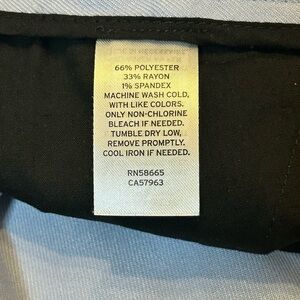 66% POLYESTER
33% RAYON
1% SPANDEX
MACHINE WASH COLD,
WITH LIKE COLORS.
ONLY NON-CHLORINE
BLEACH IF NEEDED.
TUMBLE DRY LOW,
REMOVE PROMPTLY.
COOL IRON IF NEEDED.
RN58665
CA57963